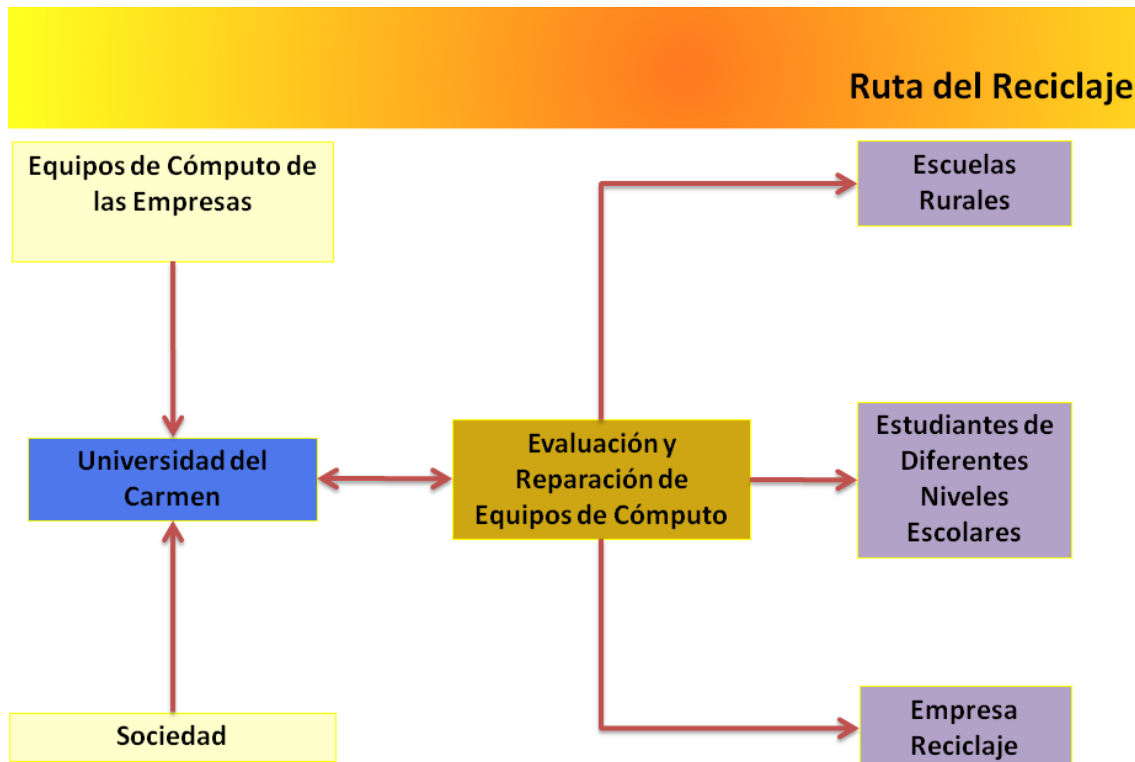 Ruta del Reciclaje
Equipos de Cómputo de
las Empresas
Escuelas
Rurales
Universidad del
Carmen
Evaluación y
Reparación de
Equipos de Cómputo
Estudiantes de
Diferentes
Niveles
Escolares
Sociedad
Empresa
Reciclaje